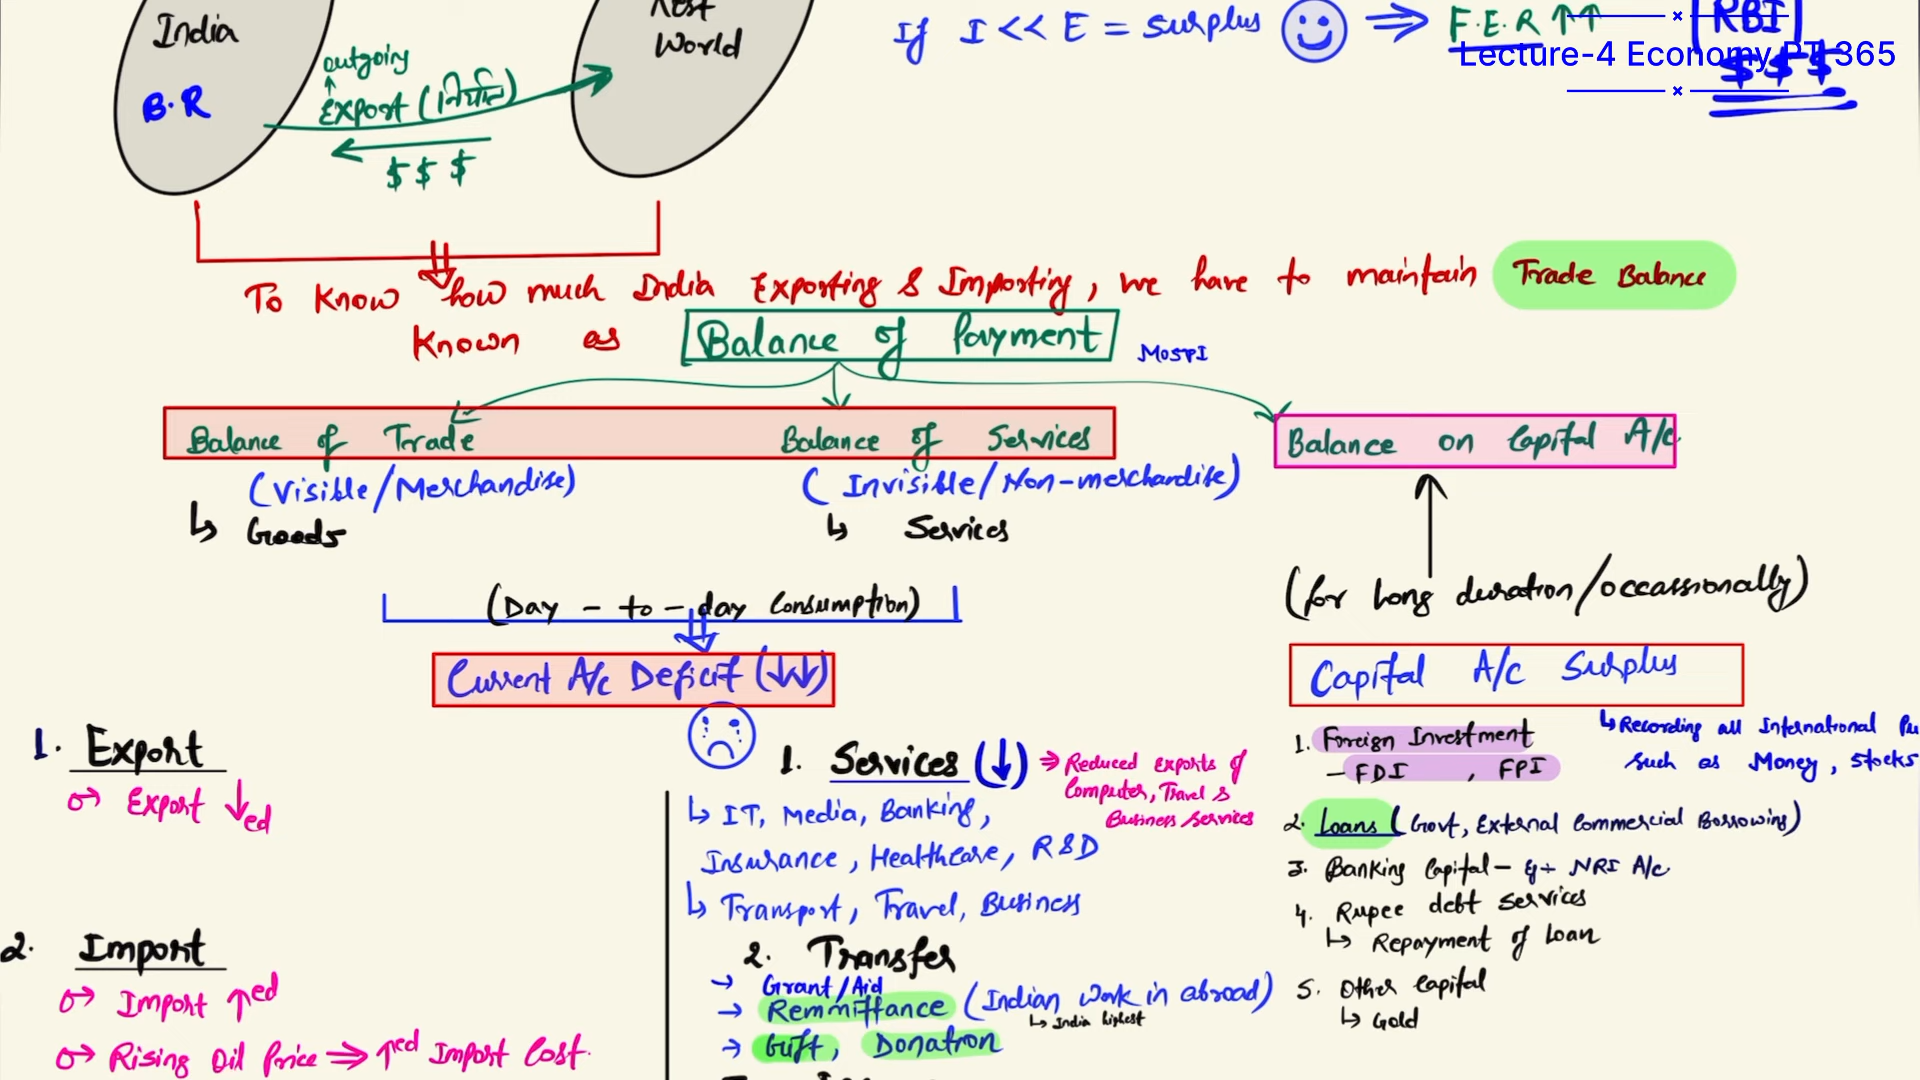 India
B.R
outgoing
Export (निर्यात)
$ $ $
World
If I << E = Surplus ⇒ F.E.R ↑↑
RBI
$ $ $
Lecture-4 Economy PT 365
To Know how much India Exporting & Importing, we have to maintain Trade Balance
Known as Balance of Payment
MoSPI
Balance of Trade Balance of Services Balance on Capital A/c
(Visible/Merchandise) (Invisible/Non-merchandise)
↳ Goods ↳ Services
(for long duration/occassionally)
(Day - to - day Consumption)
Current A/c Deficit (↓↓)
Capital A/c Surplus
↳ Recording all International
such as Money, Stocks
1. Export
→ Export ↓ed
2. Import
→ Import ↑ed
→ Rising Oil Price ⇒ ↑ed Import Cost.
1. Services (↓) ⇒ Reduced exports of
Computer, Travel &
Business Services
↳ IT, Media, Banking,
Insurance, Healthcare, R&D
↳ Transport, Travel, Business
2. Transfer
→ Grant/Aid
→ Remmittance (Indian Work in abroad)
↳ India highest
→ Gift, Donation
1. Foreign Investment
- FDI, FPI
2. Loans (Govt, External Commercial Borrowing)
3. Banking Capital - NRI A/c
4. Rupee debt Services
↳ Repayment of loan
5. Other Capital
↳ Gold